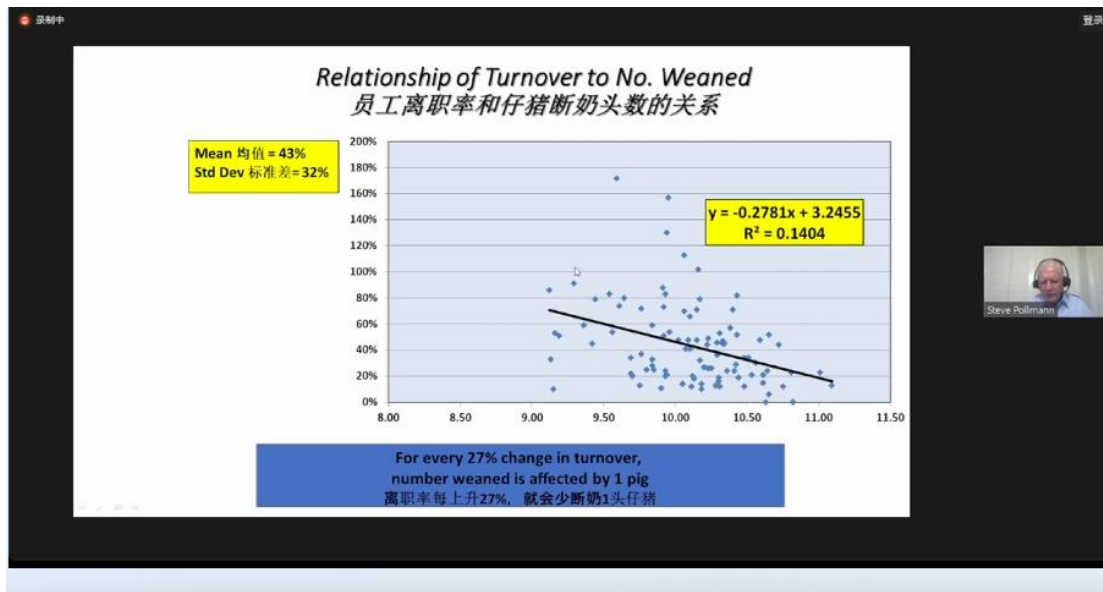 录制中
登录
Relationship of Turnover to No. Weaned
员工离职率和仔猪断奶头数的关系
Mean 均值 = 43%
Std Dev 标准差= 32%
200%
180%
160%
140%
120%
100%
80%
60%
40%
20%
0%
y = -0.2781x + 3.2455
R² = 0.1404
8.00 8.50 9.00 9.50 10.00 10.50 11.00 11.50
For every 27% change in turnover,
number weaned is affected by 1 pig
离职率每上升27%，就会少断奶1头仔猪
Steve Pollmann